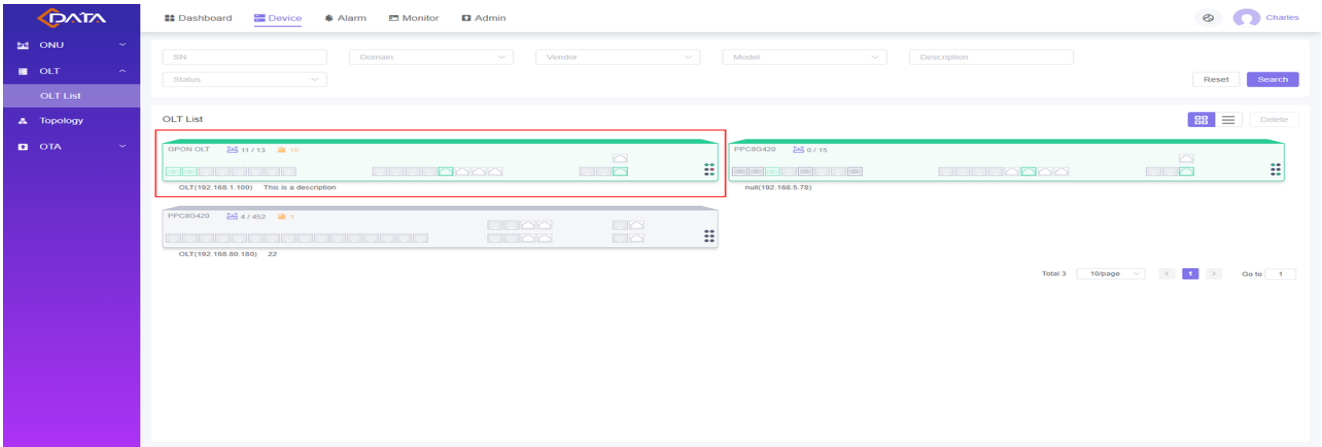 DATA
Dashboard Device Alarm Monitor Admin Charles
ONU
OLT
OLT List
Topology
OTA
SN Domain Vendor Model Description
Status Reset Search
OLT List Delete
GPON OLT 11 / 13 10
OLT(192.168.1.100) This is a description
PPC8G420 0 / 15
null(192.168.5.78)
PPC8G420 4 / 452 1
OLT(192.168.80.180) 22
Total 3 10/page 1 Go to 1